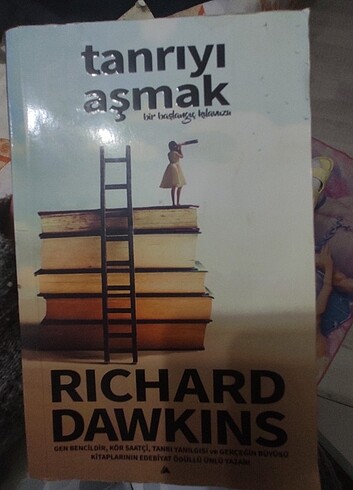 tanrıyı
aşmak
bir başlangıç kılavuzu
RICHARD
DAWKINS
GEN BENCİLDİR, KÖR SAATÇİ, TANRI YANILGISI ve GERÇEĞİN BÜYÜSÜ
KİTAPLARININ EDEBİYAT ÖDÜLLÜ ÜNLÜ YAZARI